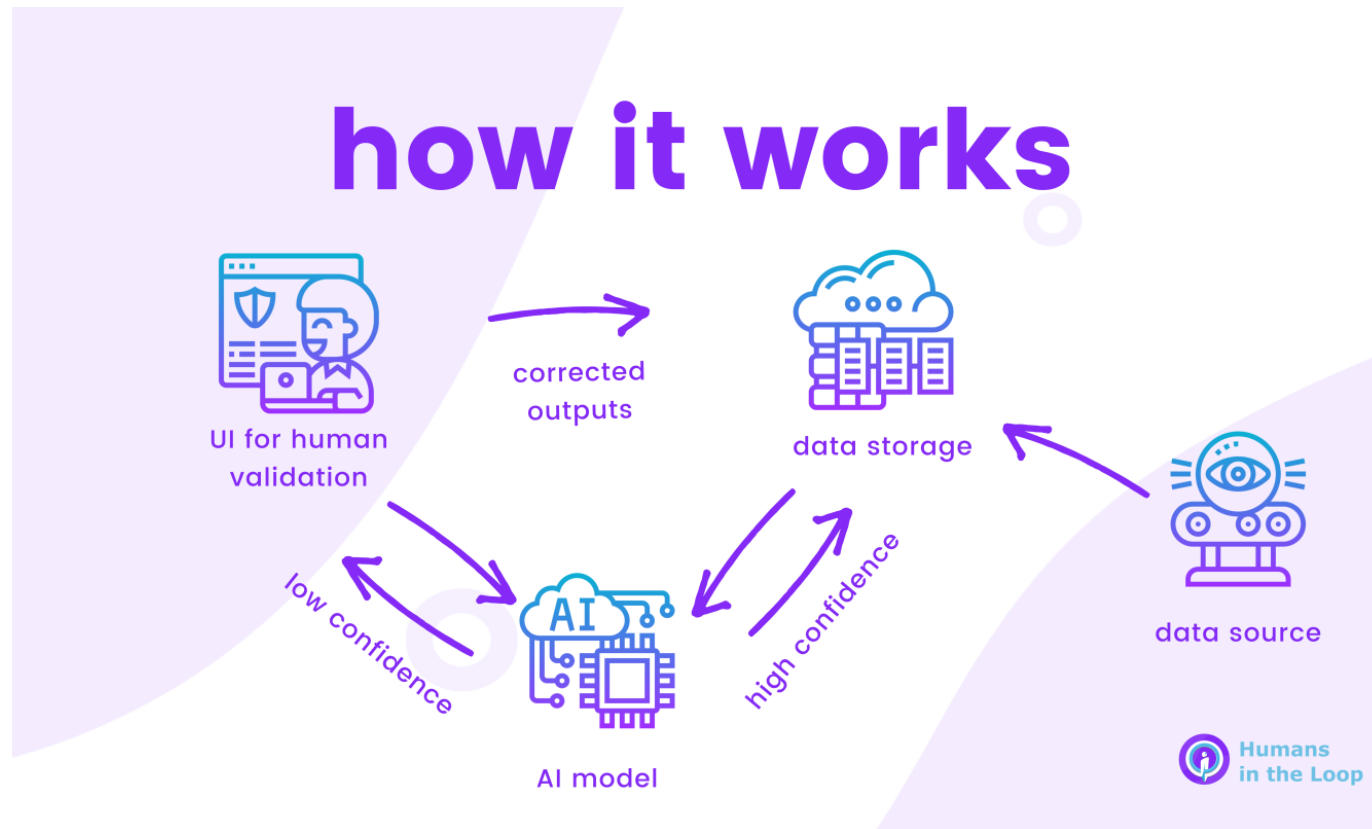 how it works
UI for human
validation
corrected
outputs
data storage
low confidence
AI
high confidence
data source
AI model
Humans
in the Loop